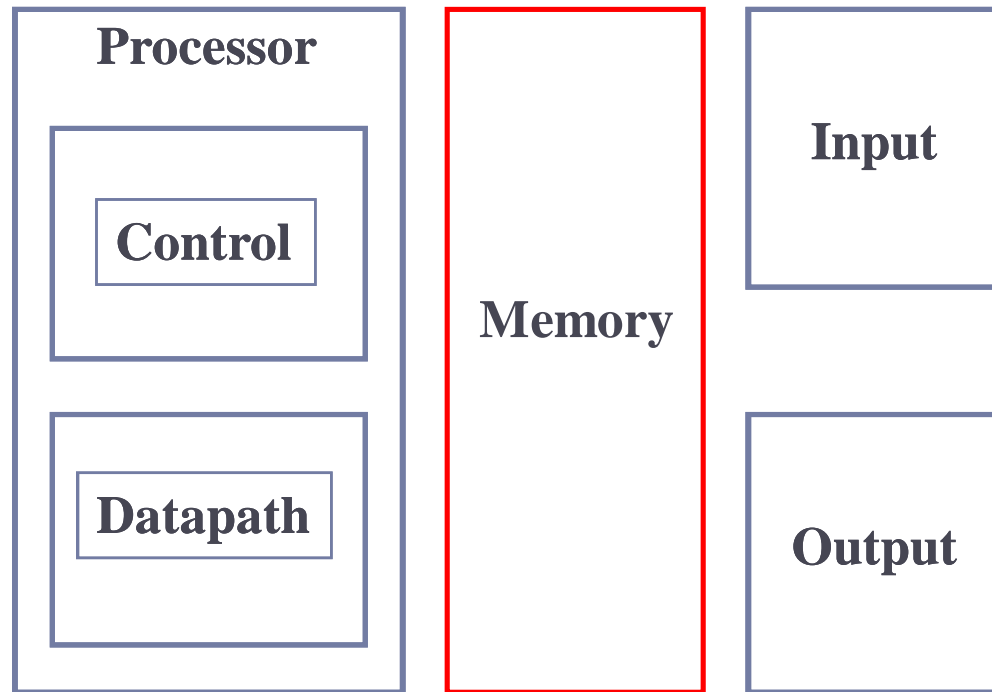 Processor
Control
Datapath
Memory
Input
Output